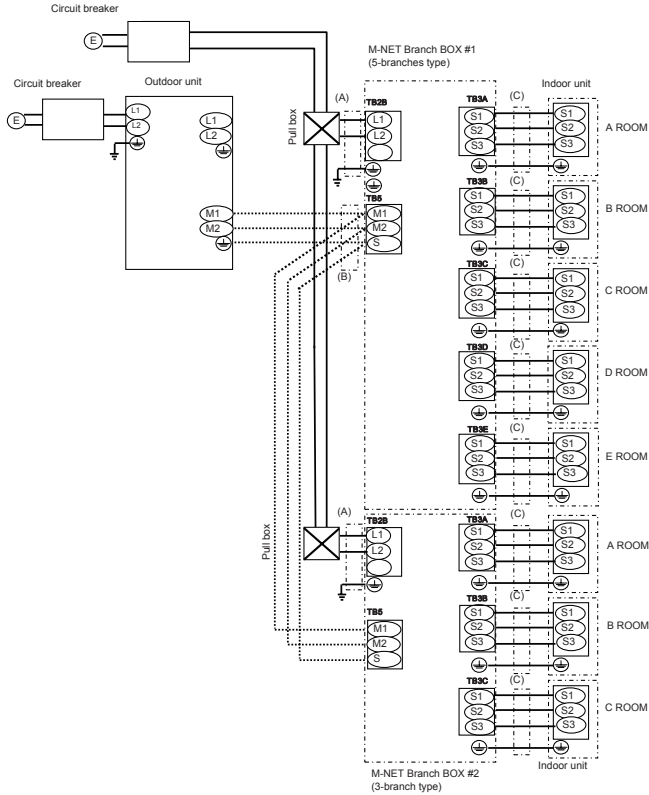 Circuit breaker
E
Circuit breaker
E
Outdoor unit
L1
L2
L1
L2
M1
M2
Pull box
(A)
(B)
M-NET Branch BOX #1
(5-branches type)
TB2B
L1
L2
TB5
M1
M2
S
Indoor unit
TB3A
S1
S2
S3
(C)
S1
S2
S3
A ROOM
TB3B
S1
S2
S3
(C)
S1
S2
S3
B ROOM
TB3C
S1
S2
S3
(C)
S1
S2
S3
C ROOM
TB3D
S1
S2
S3
(C)
S1
S2
S3
D ROOM
TB3E
S1
S2
S3
(C)
S1
S2
S3
E ROOM
Pull box
(A)
TB2B
L1
L2
TB5
M1
M2
S
TB3A
S1
S2
S3
(C)
S1
S2
S3
A ROOM
TB3B
S1
S2
S3
(C)
S1
S2
S3
B ROOM
TB3C
S1
S2
S3
(C)
S1
S2
S3
C ROOM
Indoor unit
M-NET Branch BOX #2
(3-branch type)